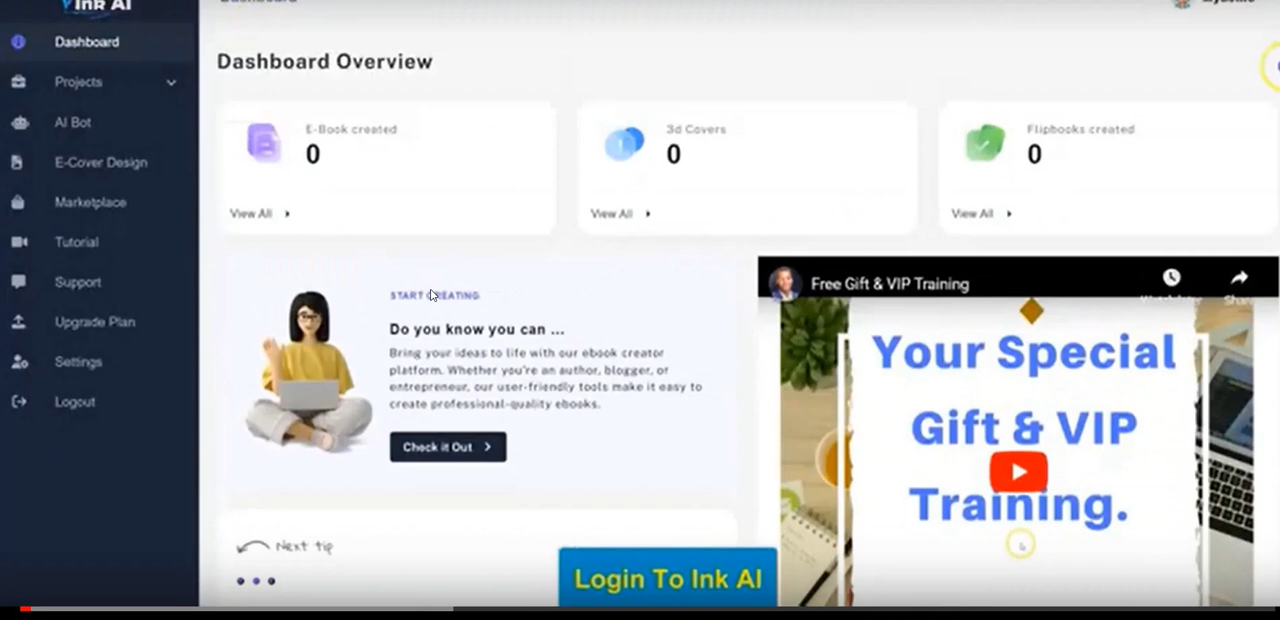 Ink AI
Dashboard
Dashboard
Projects
AI Bot
E-Cover Design
Marketplace
Tutorial
Support
Upgrade Plan
Settings
Logout
Dashboard Overview
E-Book created
0
View All
3d Covers
0
View All
Flipbooks created
0
View All
START CREATING
Do you know you can ...
Bring your ideas to life with our ebook creator
platform. Whether you're an author, blogger, or
entrepreneur, our user-friendly tools make it easy to
create professional-quality ebooks.
Check it Out
Next tip
Free Gift & VIP Training
Your Special
Gift & VIP
Training.
Login To Ink AI